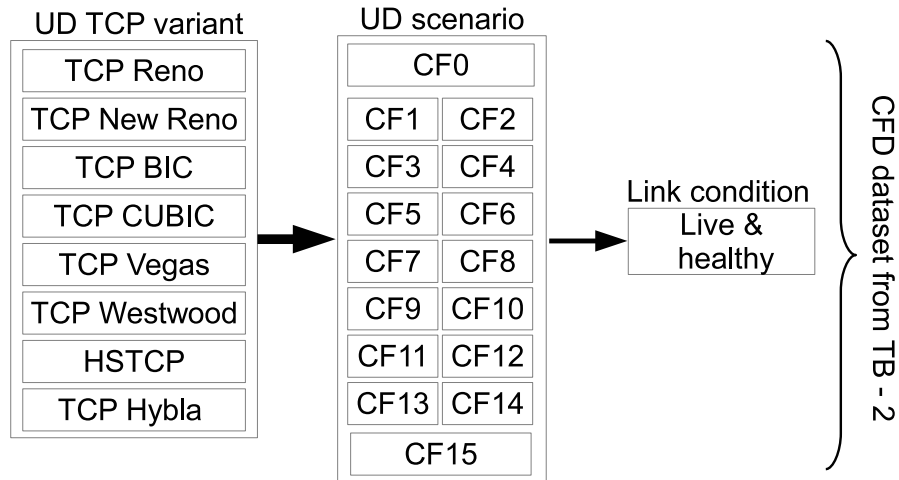 UD TCP variant
TCP Reno
TCP New Reno
TCP BIC
TCP CUBIC
TCP Vegas
TCP Westwood
HSTCP
TCP Hybla
UD scenario
CF0
CF1 CF2
CF3 CF4
CF5 CF6
CF7 CF8
CF9 CF10
CF11 CF12
CF13 CF14
CF15
Link condition
Live &
healthy
CFD dataset from TB - 2